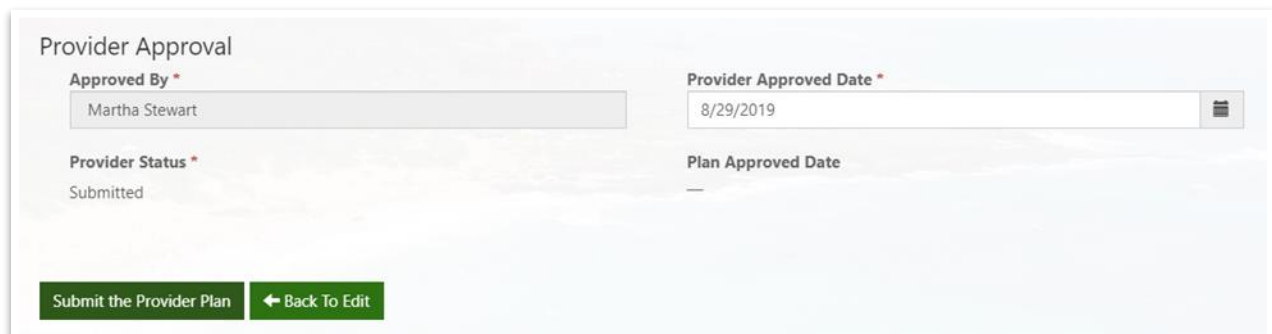 Provider Approval
Approved By *
Provider Approved Date *
Martha Stewart
8/29/2019
Provider Status *
Plan Approved Date
Submitted
—
Submit the Provider Plan
Back To Edit